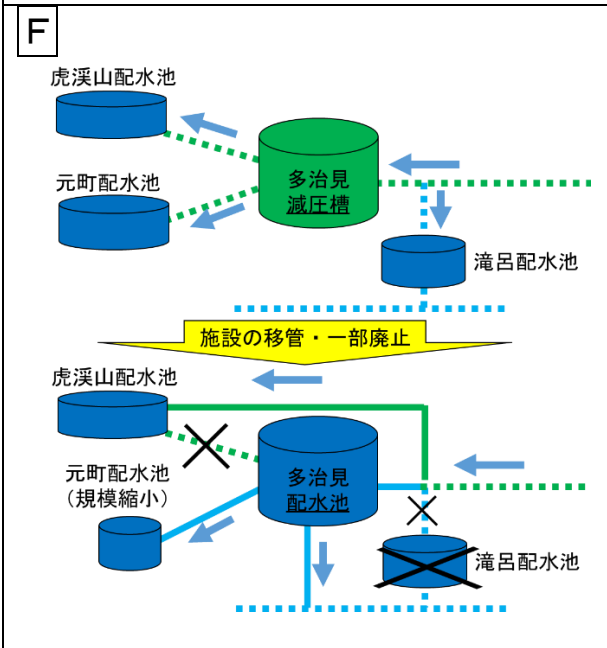 F
虎渓山配水池
元町配水池
多治見
減圧槽
滝呂配水池
施設の移管・一部廃止
虎渓山配水池
元町配水池
（規模縮小）
多治見
配水池
滝呂配水池